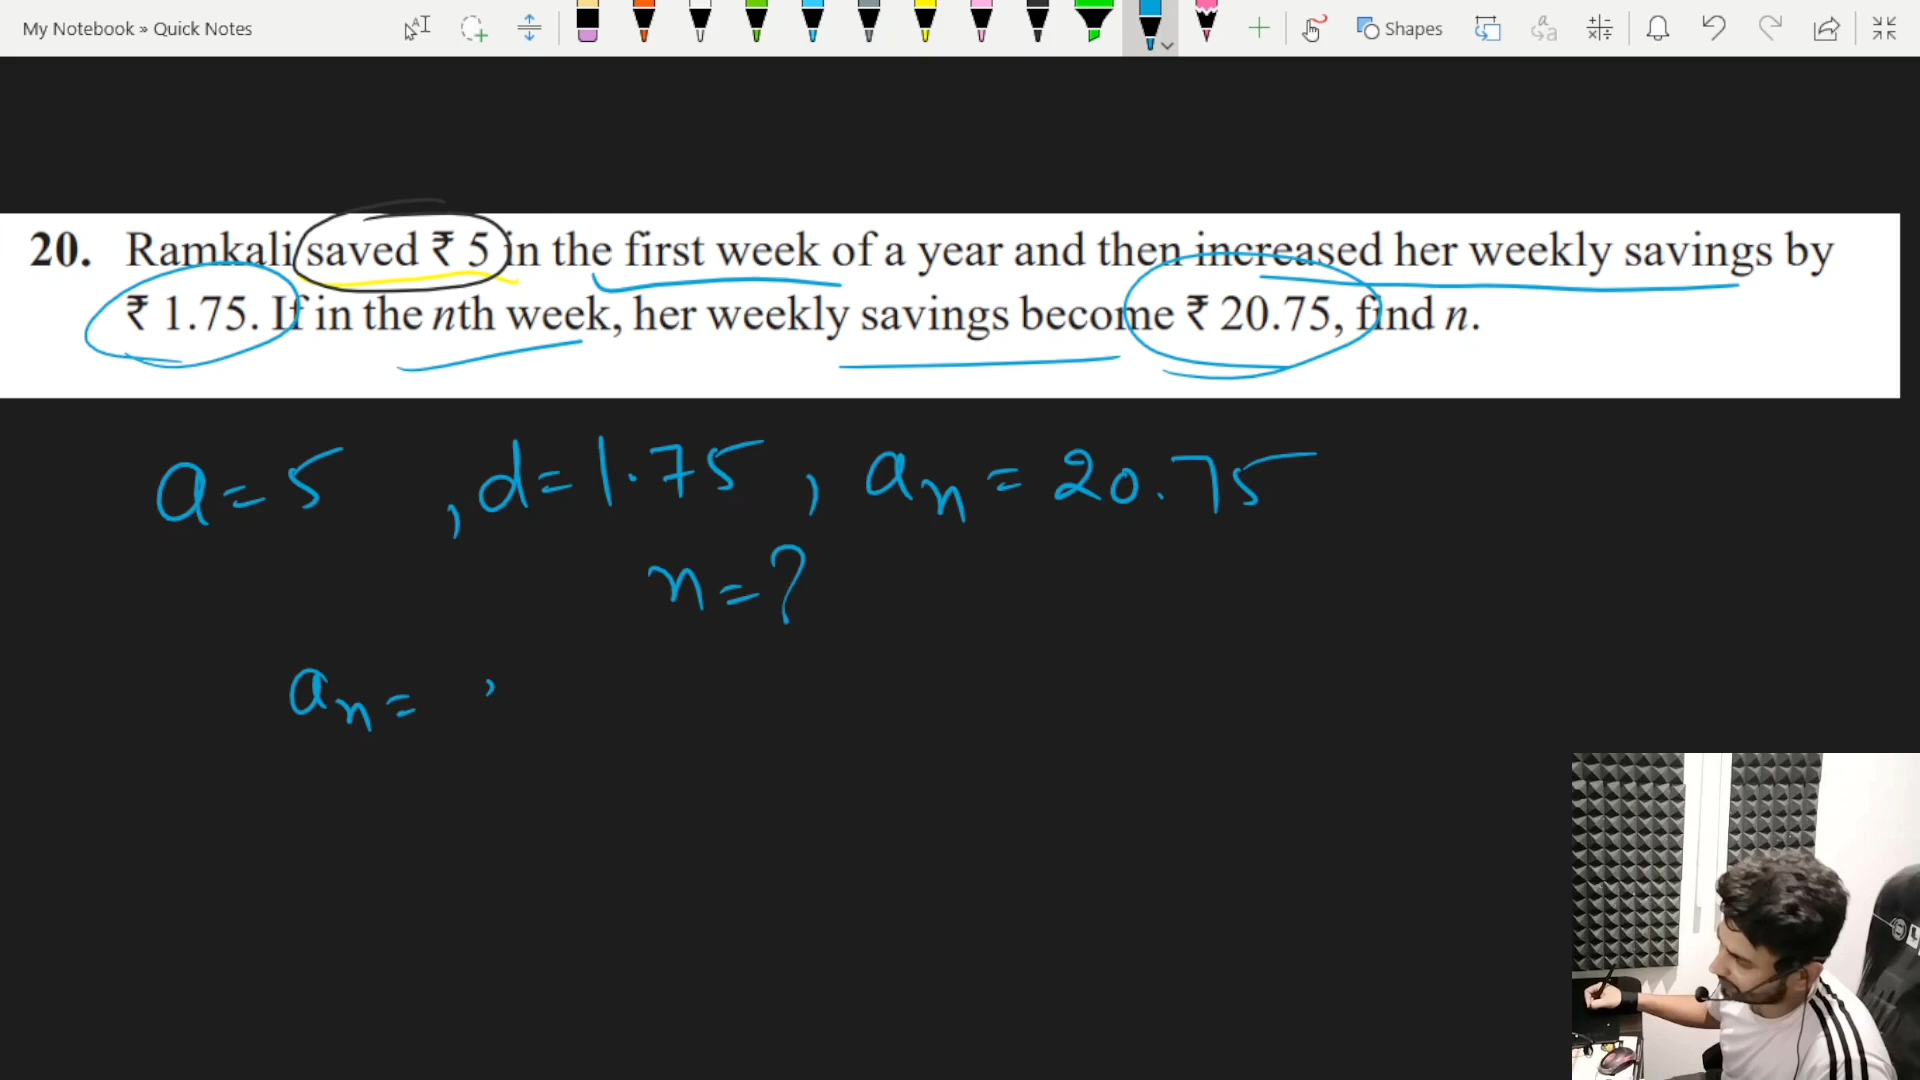 My Notebook » Quick Notes
Shapes
20. Ramkali saved ₹ 5 in the first week of a year and then increased her weekly savings by
₹ 1.75. If in the nth week, her weekly savings become ₹ 20.75, find n.
a = 5 , d = 1.75 , an = 20.75
n = ?
an =